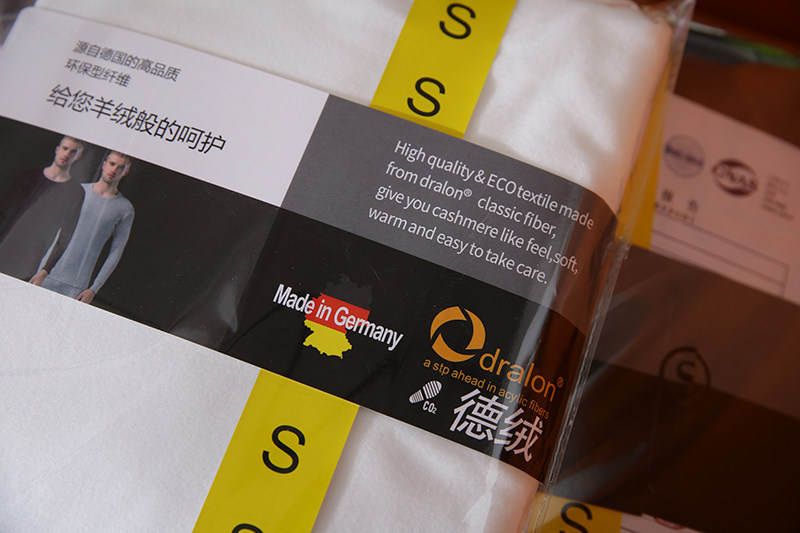 S
S
源自德国的高品质
环保型纤维
给您羊绒般的呵护
High quality & ECO textile made
from dralon® classic fiber,
give you cashmere like feel,soft,
warm and easy to take care.
Made in Germany
dralon®
a stp ahead in acylic fibers
CO2
德绒
S
S
S
S